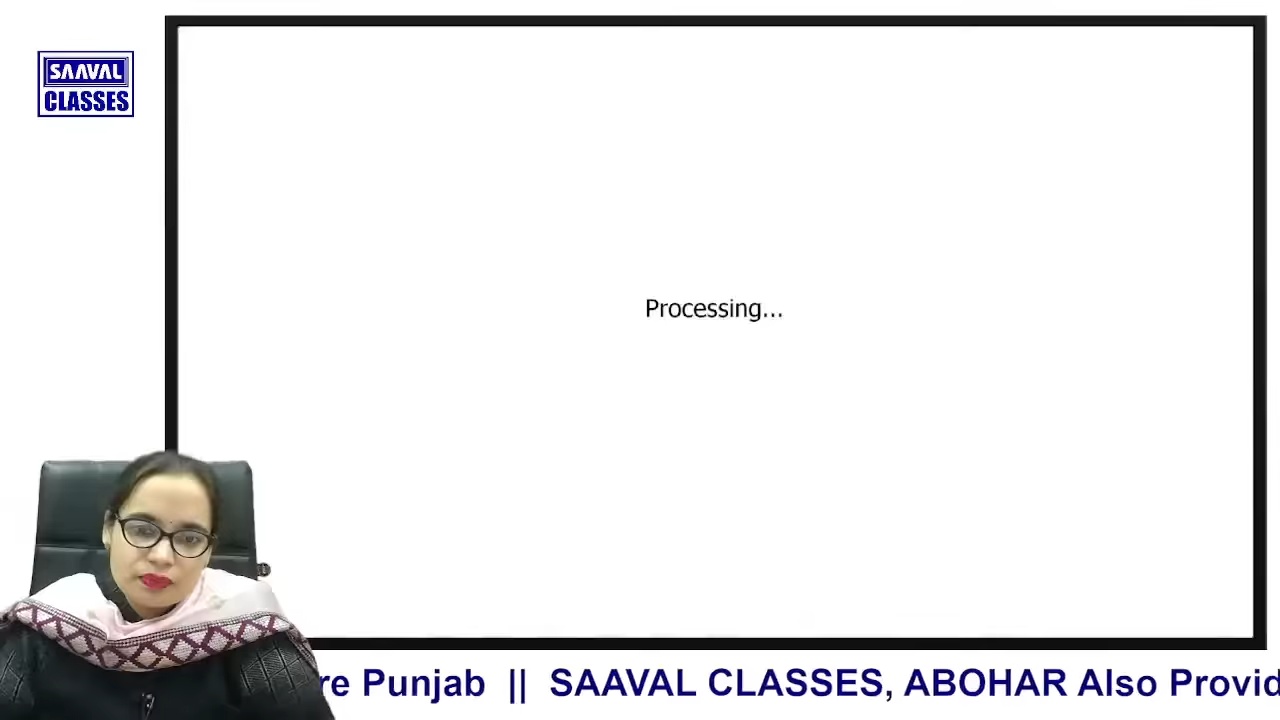 SAAVAL
CLASSES
Processing...
re Punjab || SAAVAL CLASSES, ABOHAR Also Provid